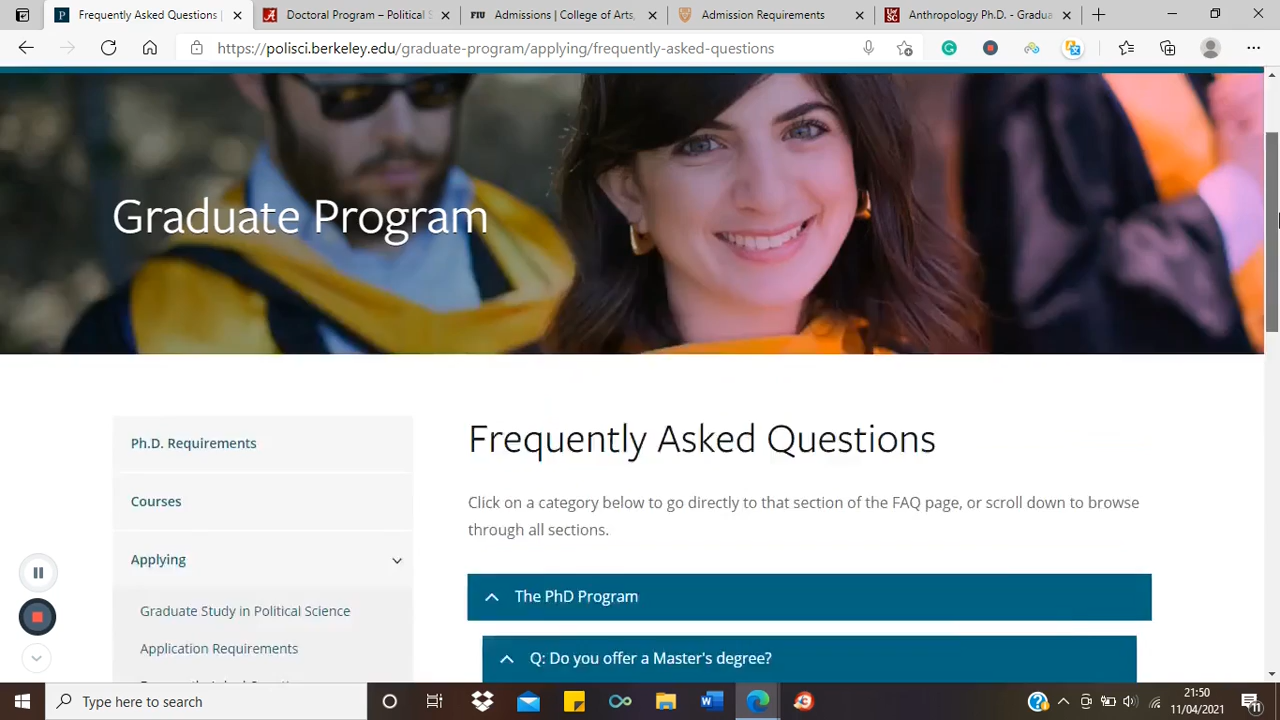 Frequently Asked Questions |
Doctoral Program – Political S
FIU Admissions | College of Arts,
Admission Requirements
Anthropology Ph.D. - Gradua
https://polisci.berkeley.edu/graduate-program/applying/frequently-asked-questions
Graduate Program
Ph.D. Requirements
Courses
Applying
Graduate Study in Political Science
Application Requirements
Frequently Asked Questions
Click on a category below to go directly to that section of the FAQ page, or scroll down to browse
through all sections.
The PhD Program
Q: Do you offer a Master's degree?
Type here to search
21:50
11/04/2021
11